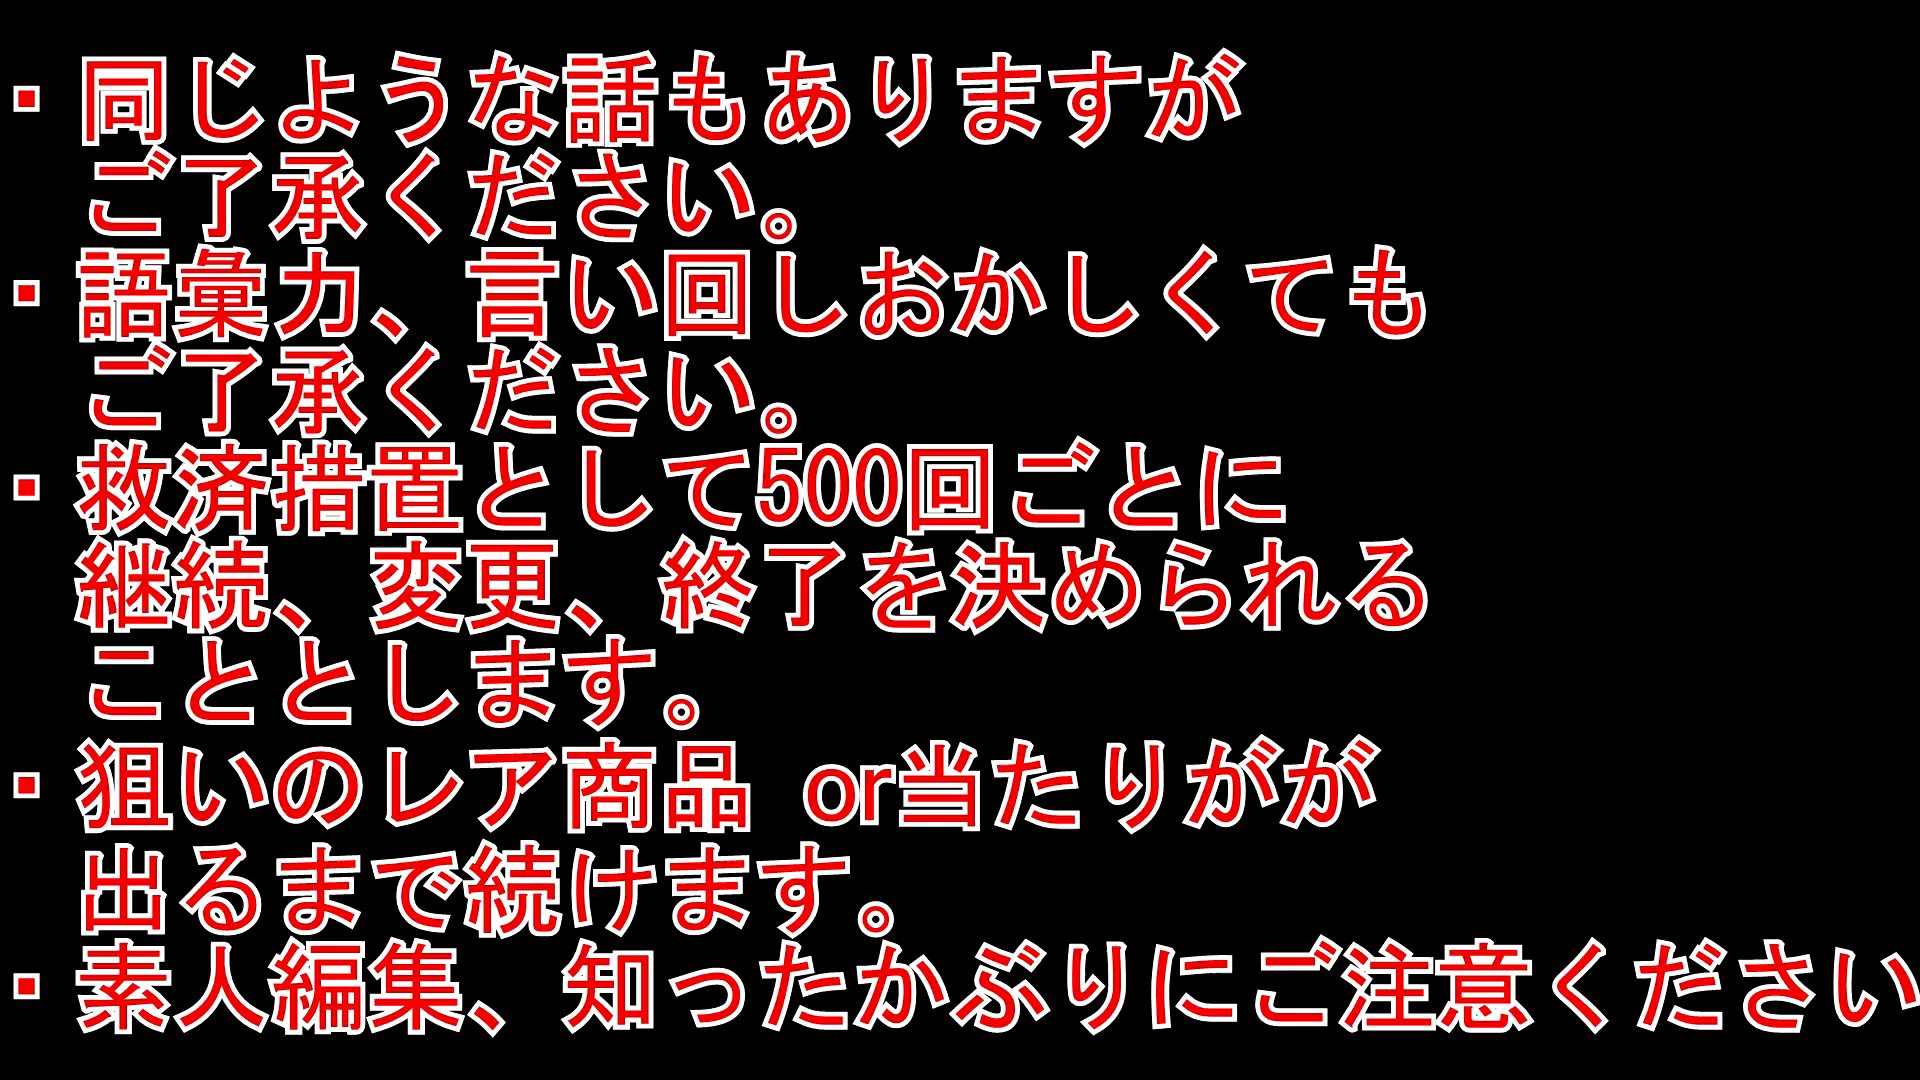 ・同じような話もありますが
ご了承ください。
・語彙力、言い回しおかしくても
ご了承ください。
・救済措置として500回ごとに
継続、変更、終了を決められる
こととします。
・狙いのレア商品 or当たりがが
出るまで続けます。
・素人編集、知ったかぶりにご注意ください